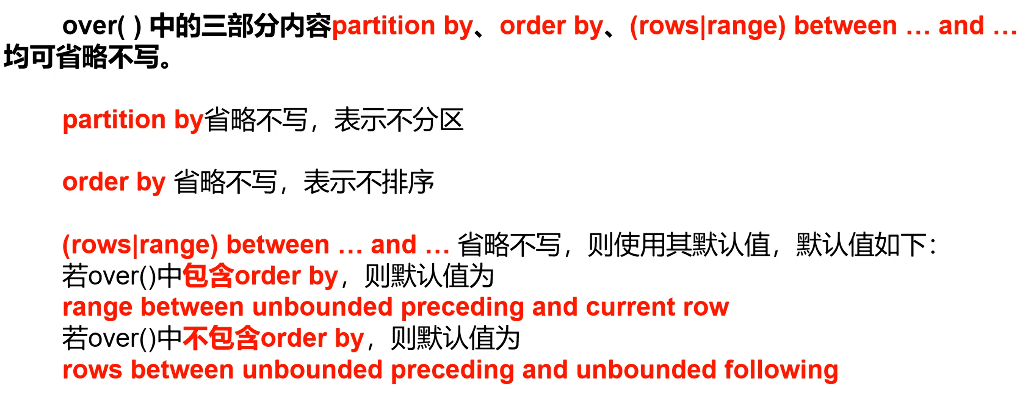 over( ) 中的三部分内容partition by、order by、(rows|range) between … and …
均可省略不写。
partition by省略不写，表示不分区
order by 省略不写，表示不排序
(rows|range) between … and … 省略不写，则使用其默认值，默认值如下：
若over()中包含order by，则默认值为
range between unbounded preceding and current row
若over()中不包含order by，则默认值为
rows between unbounded preceding and unbounded following